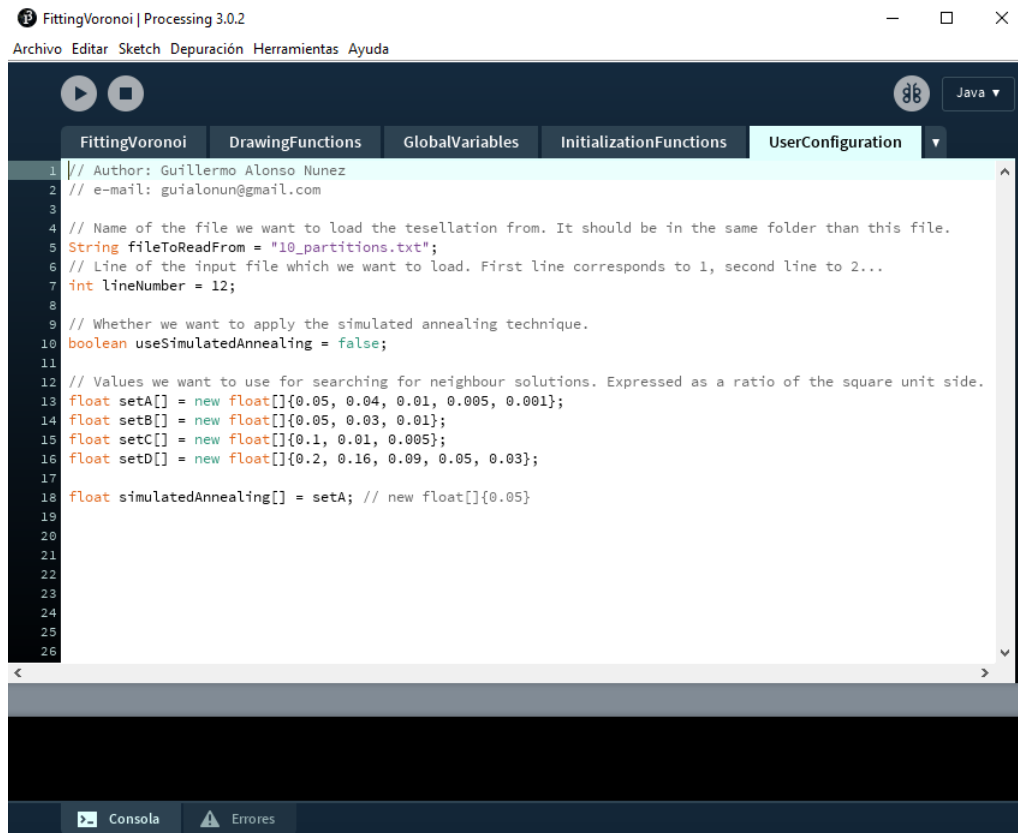 FittingVoronoi | Processing 3.0.2
Archivo Editar Sketch Depuración Herramientas Ayuda
Java ▼
FittingVoronoi DrawingFunctions GlobalVariables InitializationFunctions UserConfiguration ▼
1 // Author: Guillermo Alonso Nunez
2 // e-mail: guialonun@gmail.com
3
4 // Name of the file we want to load the tesellation from. It should be in the same folder than this file.
5 String fileToReadFrom = "10_partitions.txt";
6 // Line of the input file which we want to load. First line corresponds to 1, second line to 2...
7 int lineNumber = 12;
8
9 // Whether we want to apply the simulated annealing technique.
10 boolean useSimulatedAnnealing = false;
11
12 // Values we want to use for searching for neighbour solutions. Expressed as a ratio of the square unit side.
13 float setA[] = new float[]{0.05, 0.04, 0.01, 0.005, 0.001};
14 float setB[] = new float[]{0.05, 0.03, 0.01};
15 float setC[] = new float[]{0.1, 0.01, 0.005};
16 float setD[] = new float[]{0.2, 0.16, 0.09, 0.05, 0.03};
17
18 float simulatedAnnealing[] = setA; // new float[]{0.05}
19
20
21
22
23
24
25
26
Consola Errores